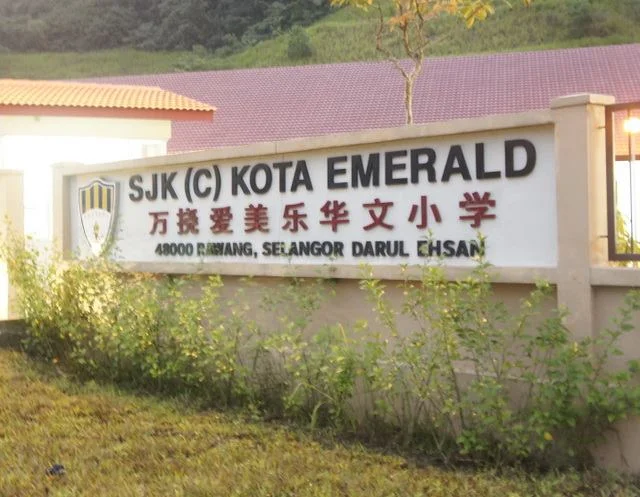 SJK (C) KOTA EMERALD
万挠爱美乐华文小学
48000 RAWANG, SELANGOR DARUL EHSAN